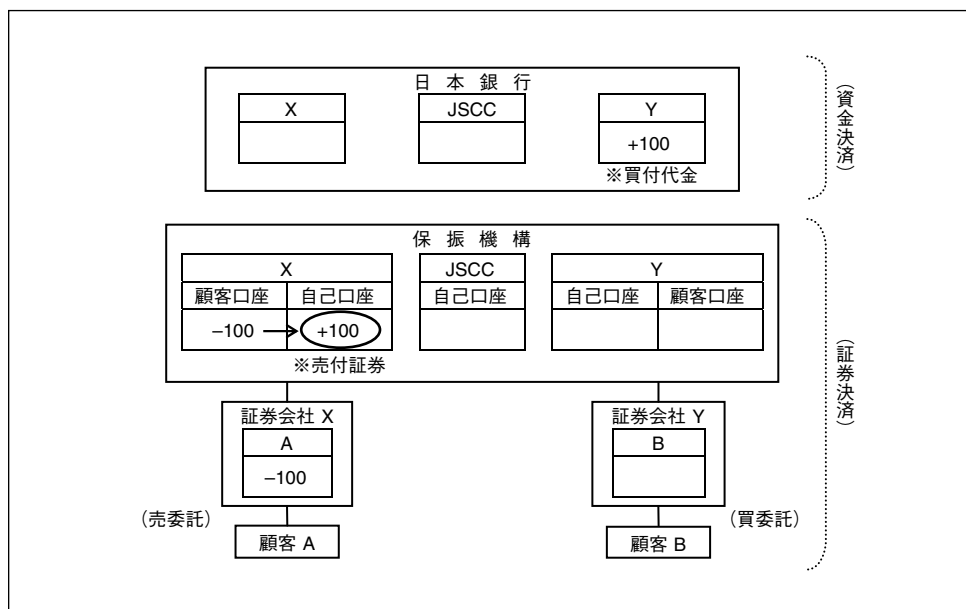 日本銀行
X JSCC Y
+100
※買付代金
(資金決済)
保振機構
X JSCC Y
顧客口座 自己口座 自己口座 自己口座 顧客口座
–100 +100
※売付証券
(証券決済)
証券会社 X 証券会社 Y
A B
–100
(売委託) (買委託)
顧客 A 顧客 B